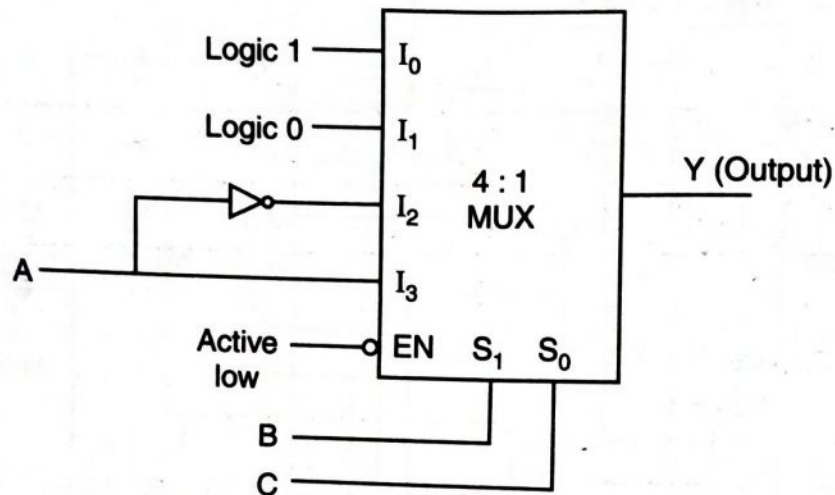 Logic 1
I0
Logic 0
I1
4 : 1
MUX
Y (Output)
I2
A
I3
Active
low
EN
S1
S0
B
C